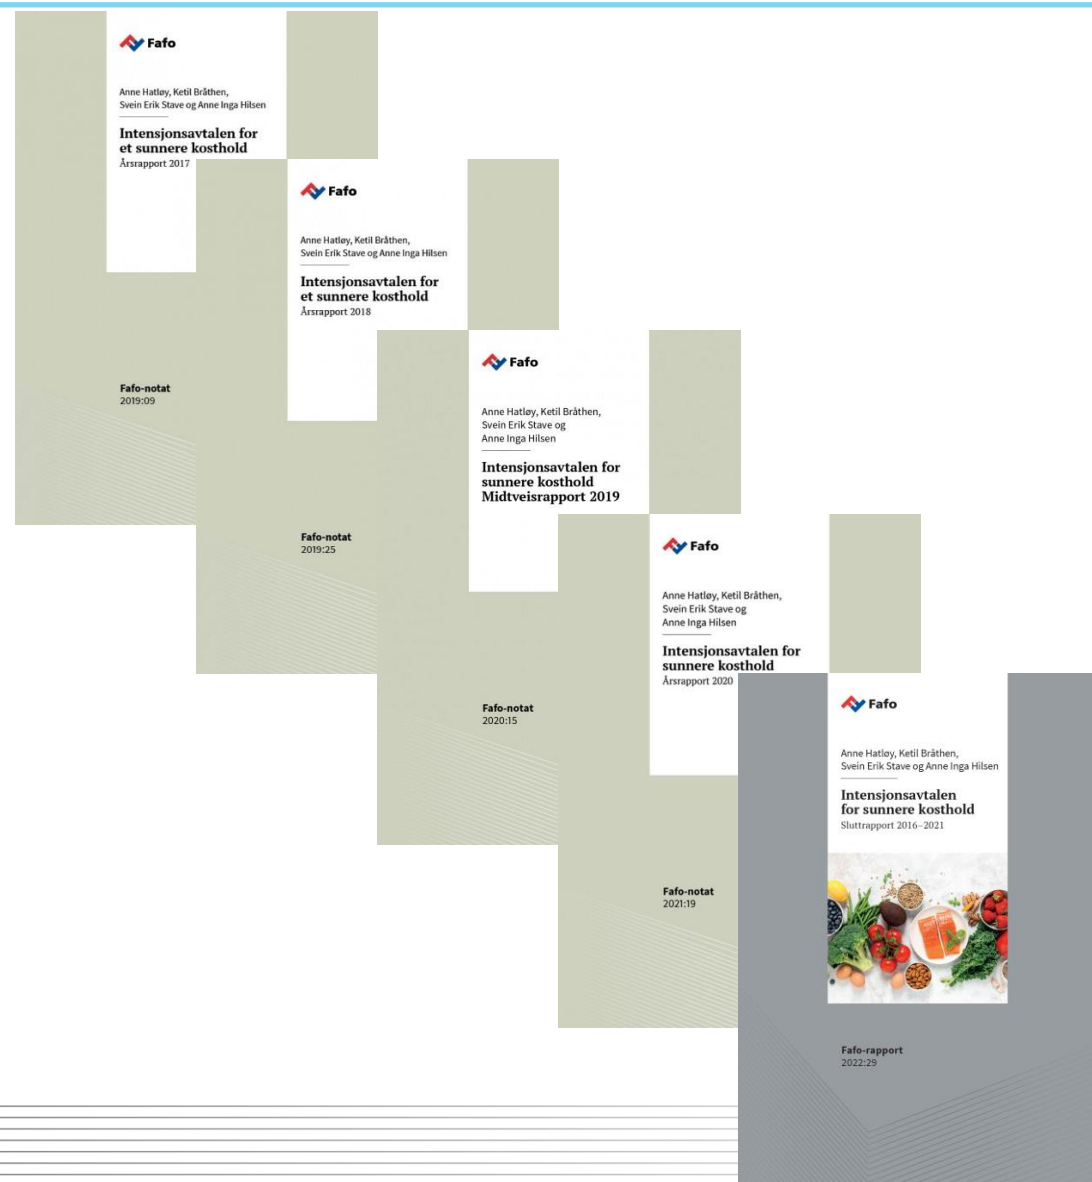 Fafo
Anne Hatløy, Ketil Bråthen,
Svein Erik Stave og Anne Inga Hilsen
Intensjonsavtalen for
et sunnere kosthold
Årsrapport 2017
Fafo-notat
2019:09
Fafo
Anne Hatløy, Ketil Bråthen,
Svein Erik Stave og Anne Inga Hilsen
Intensjonsavtalen for
et sunnere kosthold
Årsrapport 2018
Fafo-notat
2019:25
Fafo
Anne Hatløy, Ketil Bråthen,
Svein Erik Stave og
Anne Inga Hilsen
Intensjonsavtalen for
sunnere kosthold
Midtveisrapport 2019
Fafo-notat
2020:15
Fafo
Anne Hatløy, Ketil Bråthen,
Svein Erik Stave og
Anne Inga Hilsen
Intensjonsavtalen for
sunnere kosthold
Årsrapport 2020
Fafo-notat
2021:19
Fafo
Anne Hatløy, Ketil Bråthen,
Svein Erik Stave og Anne Inga Hilsen
Intensjonsavtalen
for sunnere kosthold
Sluttrapport 2016–2021
Fafo-rapport
2022:29